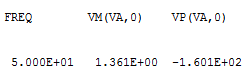 FREQ VM(VA,0) VP(VA,0)
5.000E+01 1.361E+00 -1.601E+02